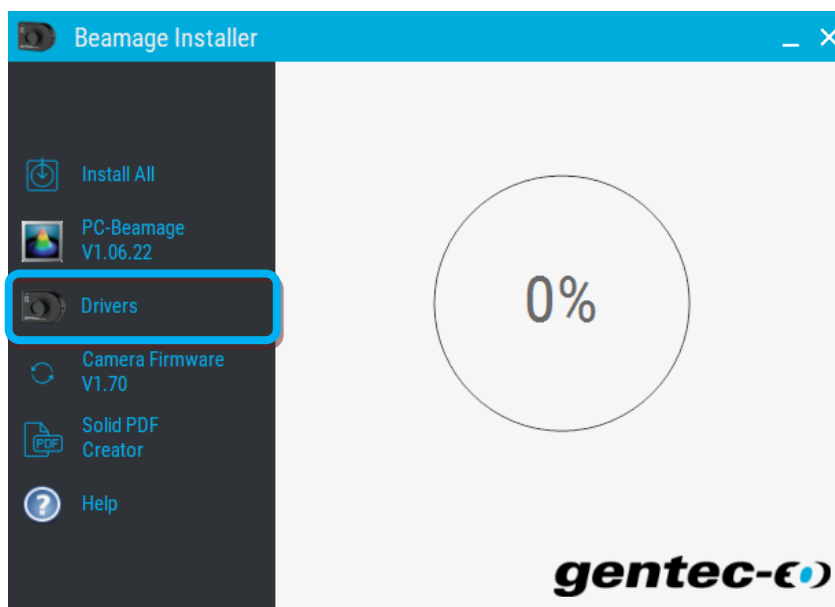 Beamage Installer
Install All
PC-Beamage
V1.06.22
Drivers
Camera Firmware
V1.70
Solid PDF
Creator
PDF
Help
0%
gentec-eo